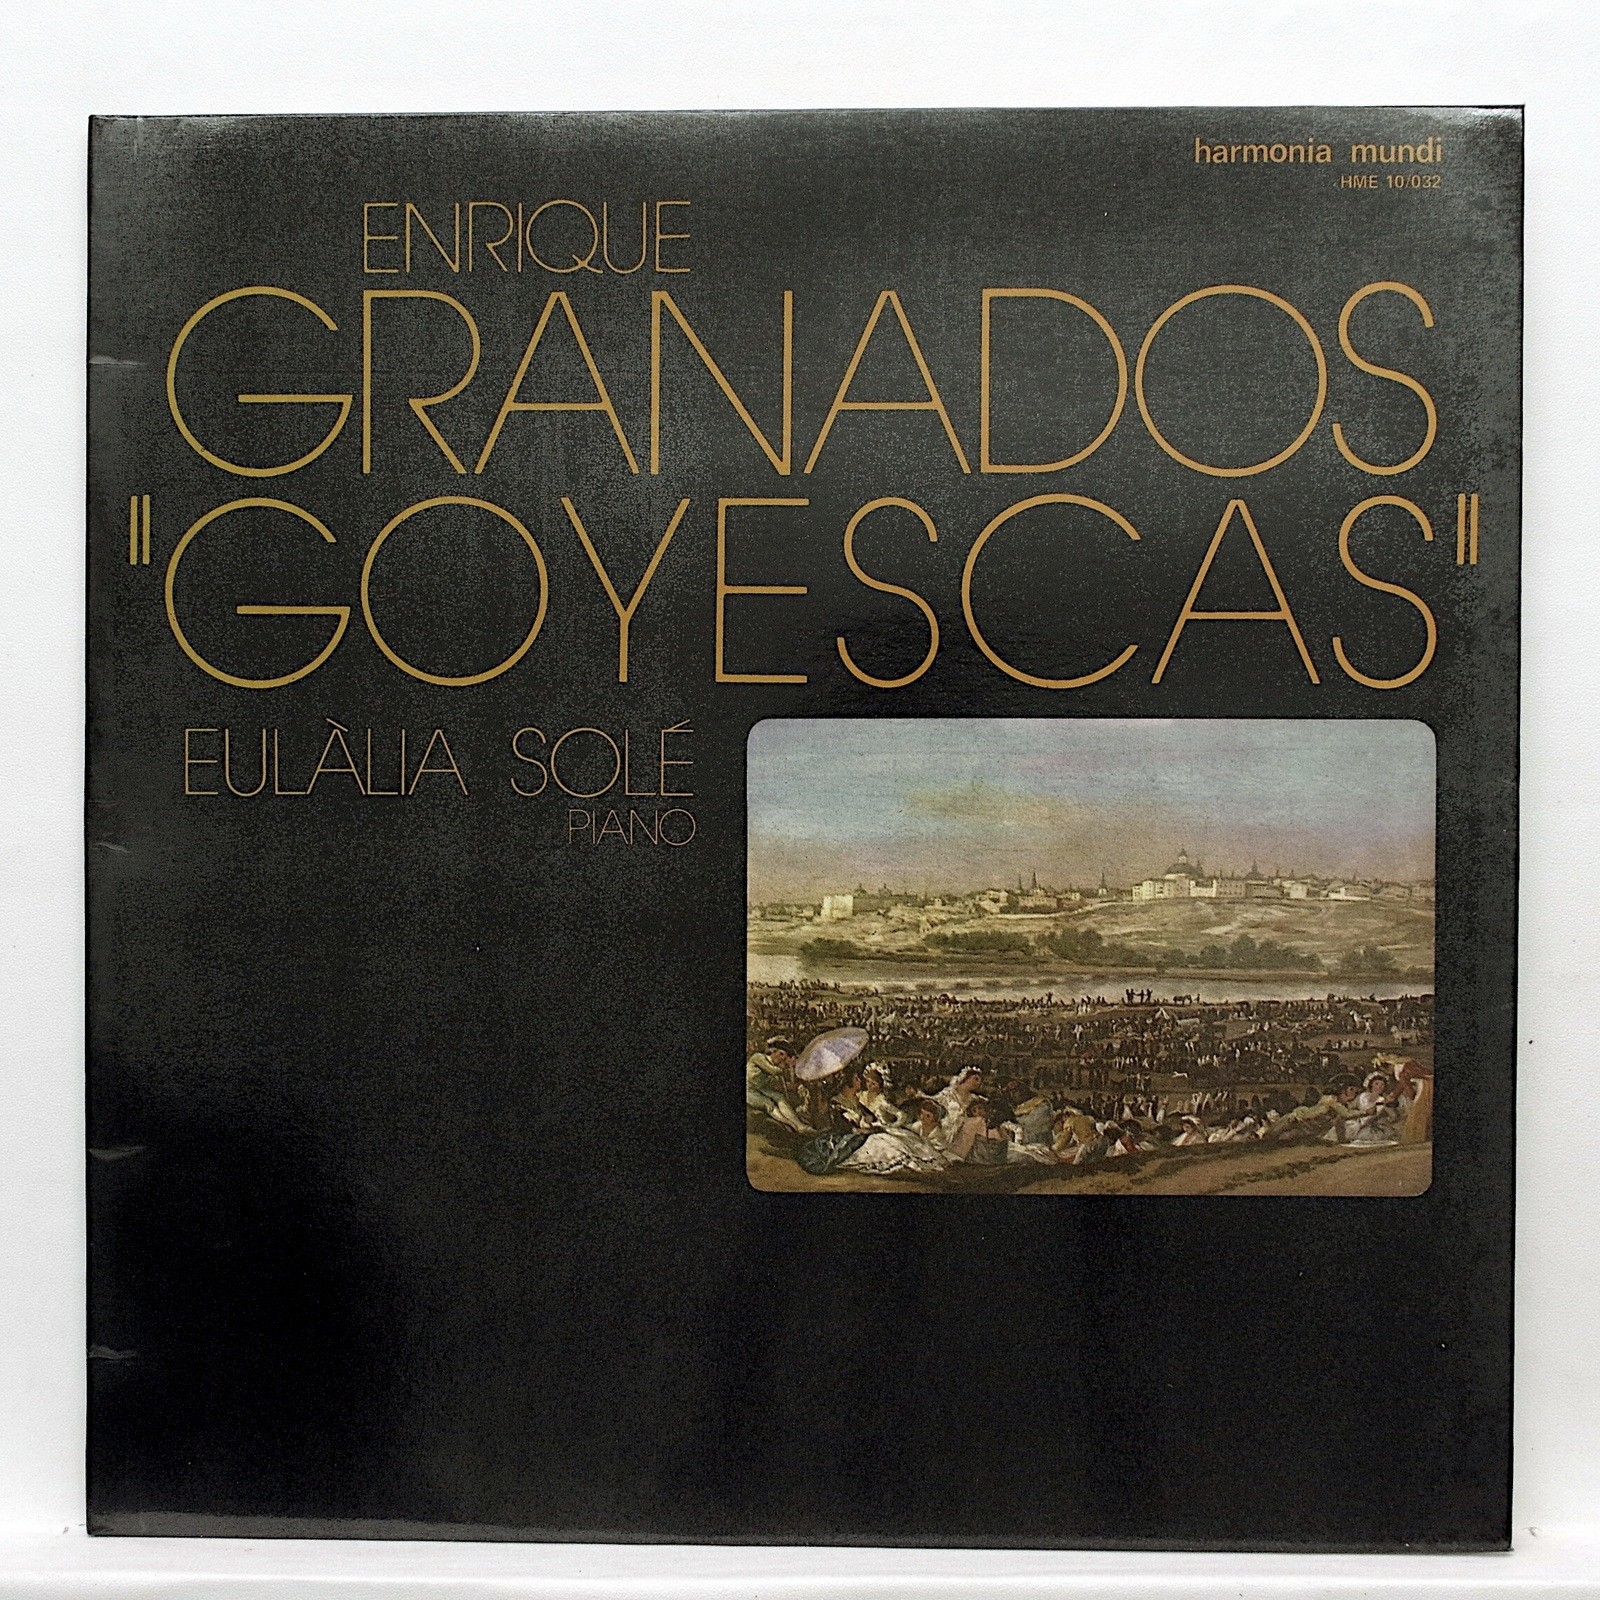 harmonia mundi
HME 10/032
ENRIQUE
GRANADOS
"GOYESCAS"
EULÀLIA SOLÉ
PIANO